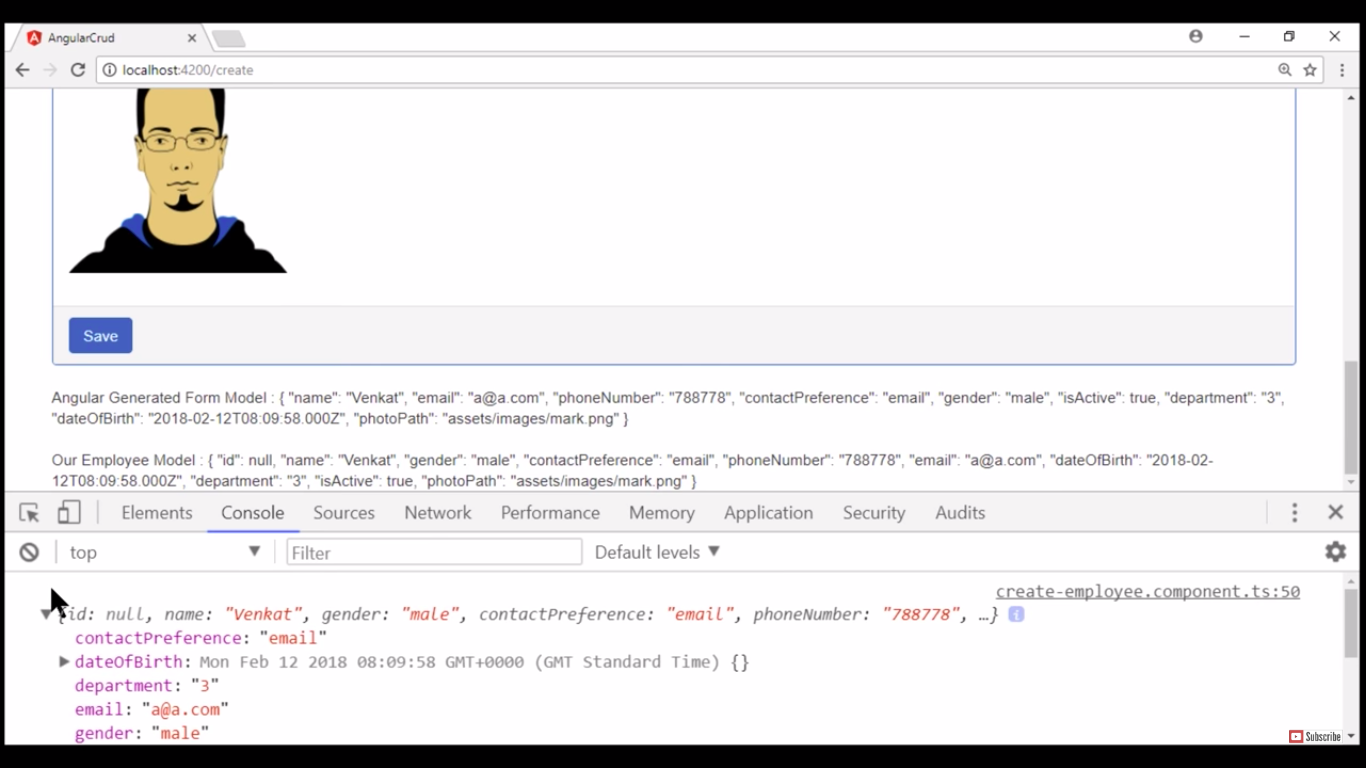 AngularCrud
localhost:4200/create
Save
Angular Generated Form Model : { "name": "Venkat", "email": "a@a.com", "phoneNumber": "788778", "contactPreference": "email", "gender": "male", "isActive": true, "department": "3",
"dateOfBirth": "2018-02-12T08:09:58.000Z", "photoPath": "assets/images/mark.png" }
Our Employee Model : { "id": null, "name": "Venkat", "gender": "male", "contactPreference": "email", "phoneNumber": "788778", "email": "a@a.com", "dateOfBirth": "2018-02-
12T08:09:58.000Z", "department": "3", "isActive": true, "photoPath": "assets/images/mark.png" }
Elements Console Sources Network Performance Memory Application Security Audits
top Filter Default levels
create-employee.component.ts:50
{id: null, name: "Venkat", gender: "male", contactPreference: "email", phoneNumber: "788778", …}
contactPreference: "email"
dateOfBirth: Mon Feb 12 2018 08:09:58 GMT+0000 (GMT Standard Time) {}
department: "3"
email: "a@a.com"
gender: "male"
Subscribe